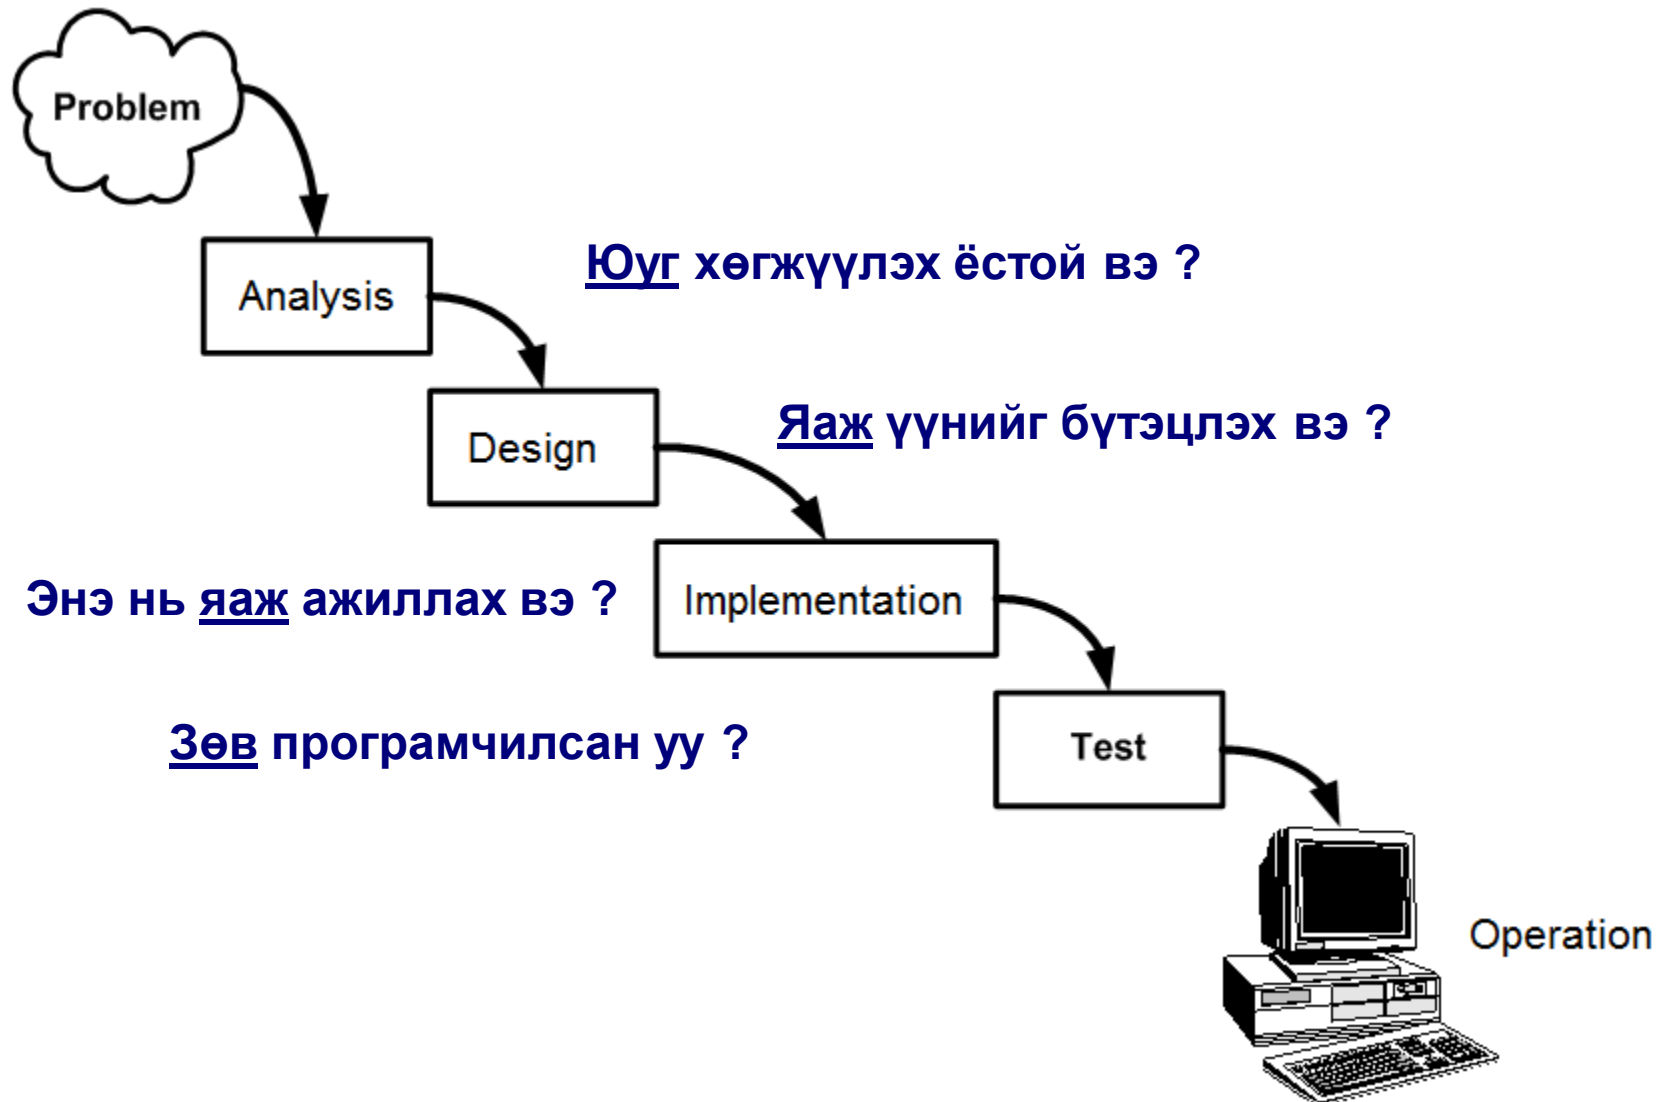 Problem
Analysis
Юуг хөгжүүлэх ёстой вэ ?
Design
Яаж үүнийг бүтэцлэх вэ ?
Энэ нь яаж ажиллах вэ ?
Implementation
Зөв програмчилсан уу ?
Test
Operation